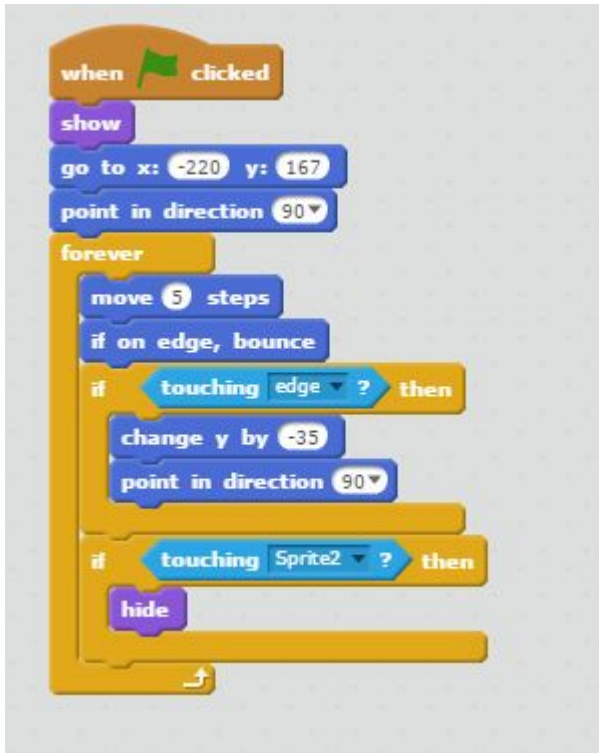 when clicked
show
go to x: -220 y: 167
point in direction 90
forever
move 5 steps
if on edge, bounce
if touching edge ? then
change y by -35
point in direction 90
if touching Sprite2 ? then
hide